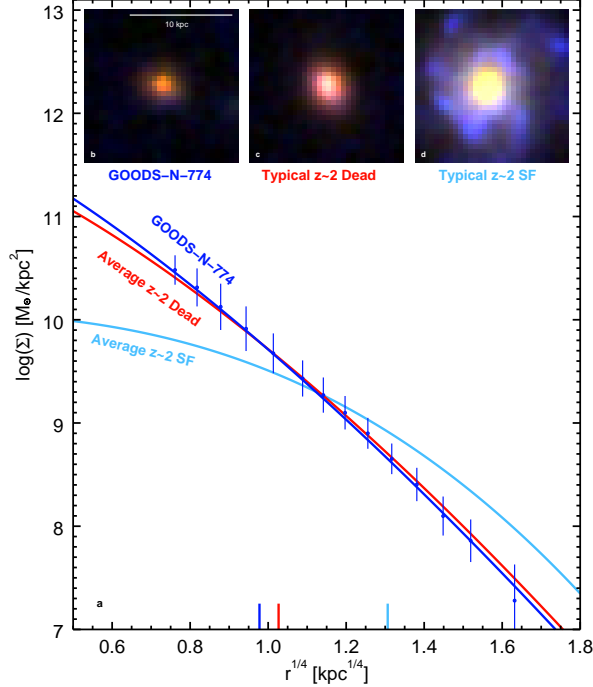 13
12
11
10
9
8
7
10 kpc
b
c
d
GOODS−N−774
Typical z~2 Dead
Typical z~2 SF
GOODS−N−774
Average z~2 Dead
Average z~2 SF
log(Σ) [M☻/kpc²]
a
0.6 0.8 1.0 1.2 1.4 1.6 1.8
r^1/4 [kpc^1/4]